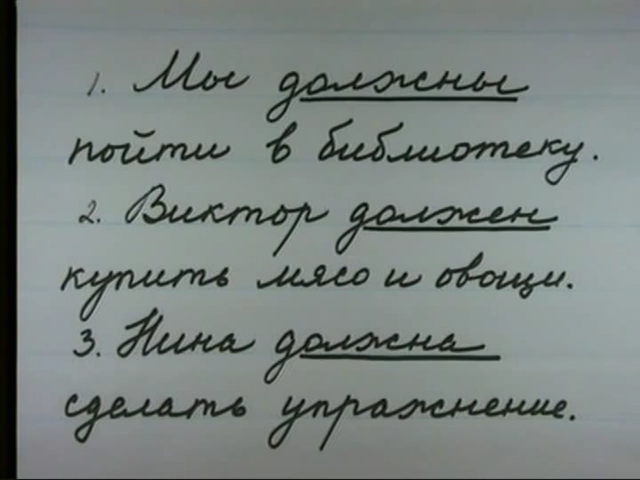 1. Мы должны
пойти в библиотеку.
2. Виктор должен
купить мясо и овощи.
3. Нина должна
сделать упражнение.